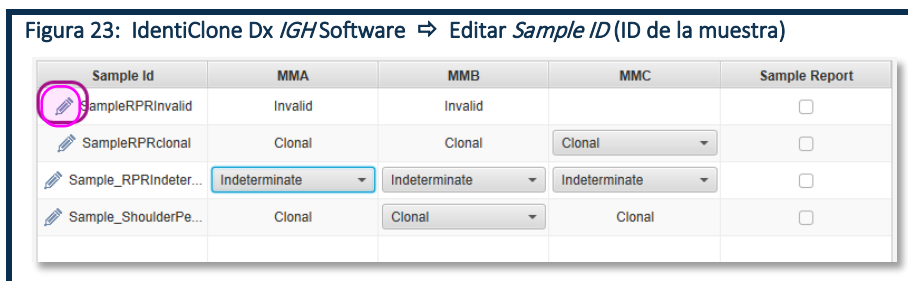 Figura 23: IdentiClone Dx IGH Software ⇨ Editar Sample ID (ID de la muestra)
Sample Id MMA MMB MMC Sample Report
SampleRPRInvalid Invalid Invalid
SampleRPRclonal Clonal Clonal Clonal
Sample_RPRIndeter... Indeterminate Indeterminate Indeterminate
Sample_ShoulderPe... Clonal Clonal Clonal